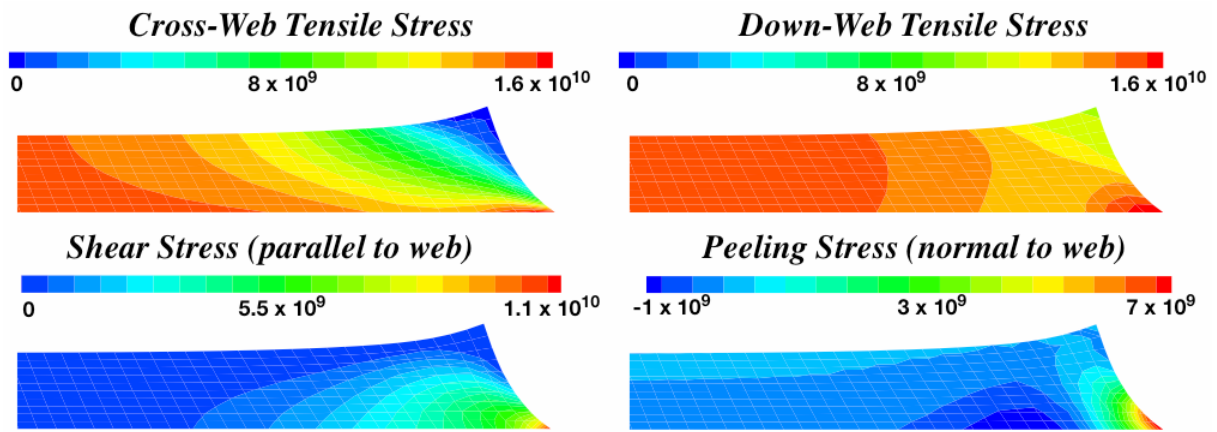 Cross-Web Tensile Stress
0 8 x 10⁹ 1.6 x 10¹⁰
Down-Web Tensile Stress
0 8 x 10⁹ 1.6 x 10¹⁰
Shear Stress (parallel to web)
0 5.5 x 10⁹ 1.1 x 10¹⁰
Peeling Stress (normal to web)
-1 x 10⁹ 3 x 10⁹ 7 x 10⁹